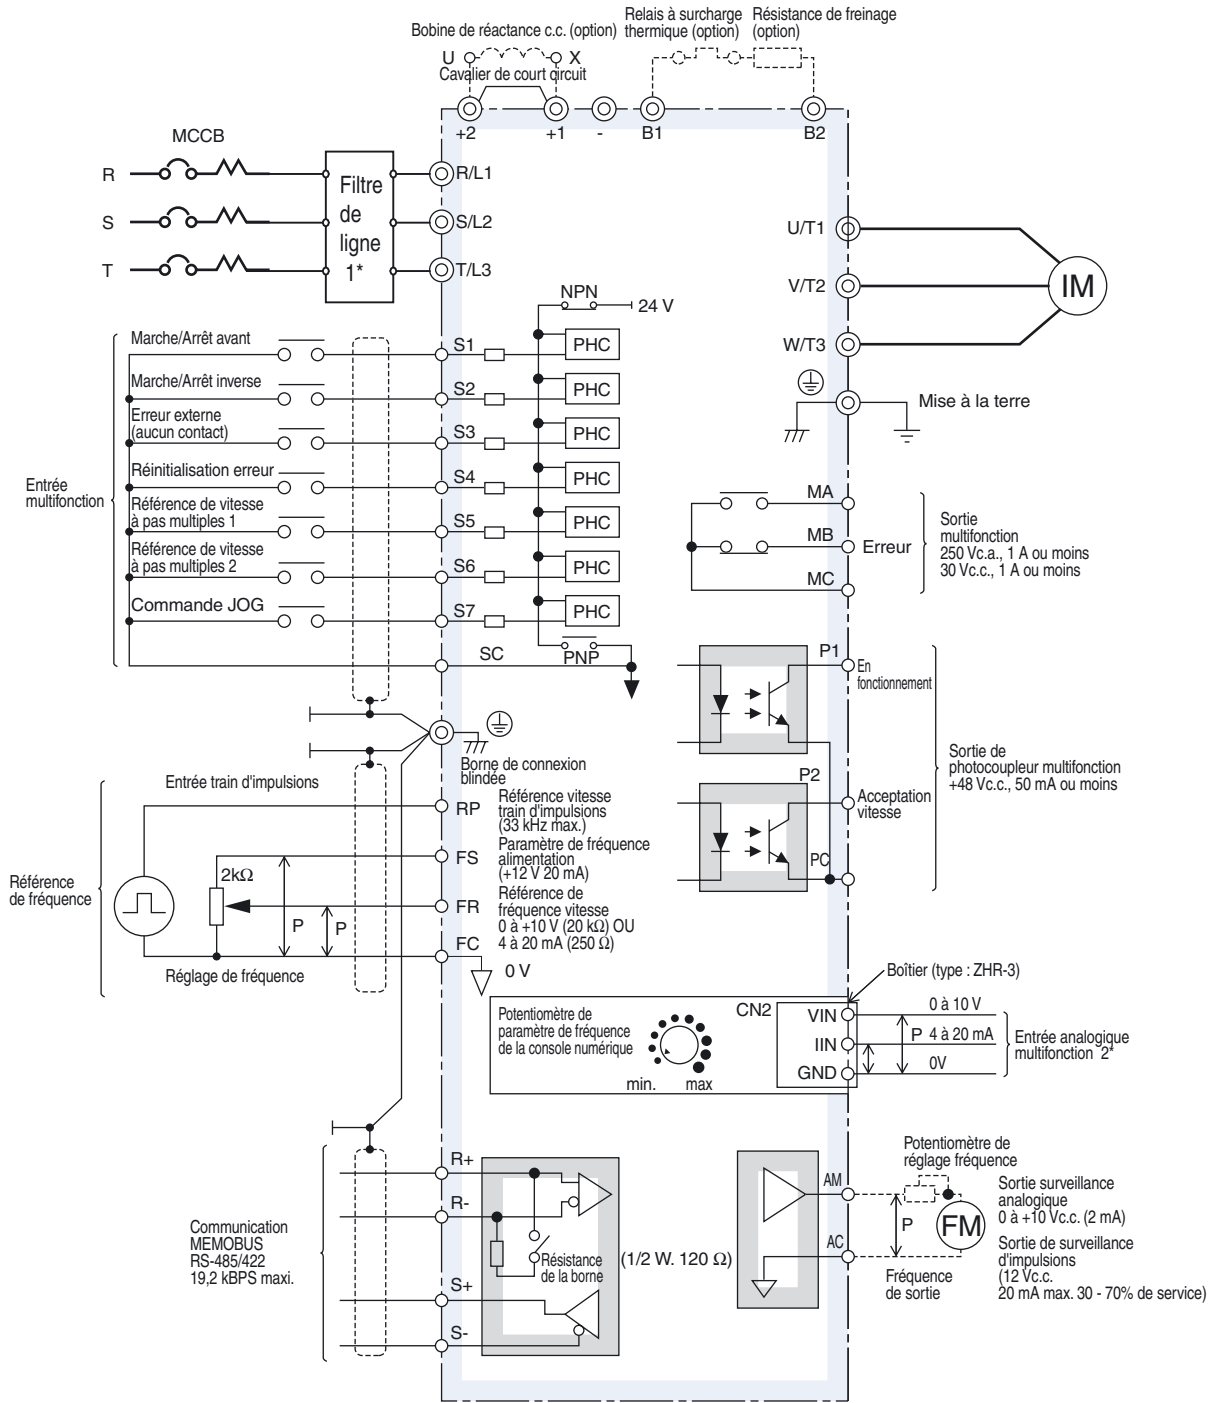 Bobine de réactance c.c. (option)
Relais à surcharge
thermique (option)
Résistance de freinage
(option)
U
X
Cavalier de court circuit
+2
+1
-
B1
B2
MCCB
R
S
T
Filtre
de
ligne
1*
R/L1
S/L2
T/L3
U/T1
V/T2
W/T3
IM
NPN
24 V
Mise à la terre
Entrée
multifonction
Marche/Arrêt avant
S1
PHC
Marche/Arrêt inverse
S2
PHC
Erreur externe
(aucun contact)
S3
PHC
Réinitialisation erreur
S4
PHC
Référence de vitesse
à pas multiples 1
S5
PHC
Référence de vitesse
à pas multiples 2
S6
PHC
Commande JOG
S7
PHC
SC
PNP
MA
MB
MC
Erreur
Sortie
multifonction
250 Vc.a., 1 A ou moins
30 Vc.c., 1 A ou moins
P1
En
fonctionnement
P2
Acceptation
vitesse
PC
Sortie de
photocoupleur multifonction
+48 Vc.c., 50 mA ou moins
Borne de connexion
blindée
Référence
de fréquence
Entrée train d'impulsions
RP
Référence vitesse
train d'impulsions
(33 kHz max.)
FS
Paramètre de fréquence
alimentation
(+12 V 20 mA)
2kΩ
FR
Référence de
fréquence vitesse
0 à +10 V (20 kΩ) OU
4 à 20 mA (250 Ω)
P
P
FC
0 V
Réglage de fréquence
Boîtier (type : ZHR-3)
Potentiomètre de
paramètre de fréquence
de la console numérique
min.
max
CN2
VIN
IIN
GND
0 à 10 V
P
4 à 20 mA
0V
Entrée analogique
multifonction 2*
Communication
MEMOBUS
RS-485/422
19,2 kBPS maxi.
R+
R-
S+
S-
Résistance
de la borne
(1/2 W. 120 Ω)
AM
AC
P
FM
Potentiomètre de
réglage fréquence
Fréquence
de sortie
Sortie surveillance
analogique
0 à +10 Vc.c. (2 mA)
Sortie de surveillance
d'impulsions
(12 Vc.c.
20 mA max. 30 - 70% de service)